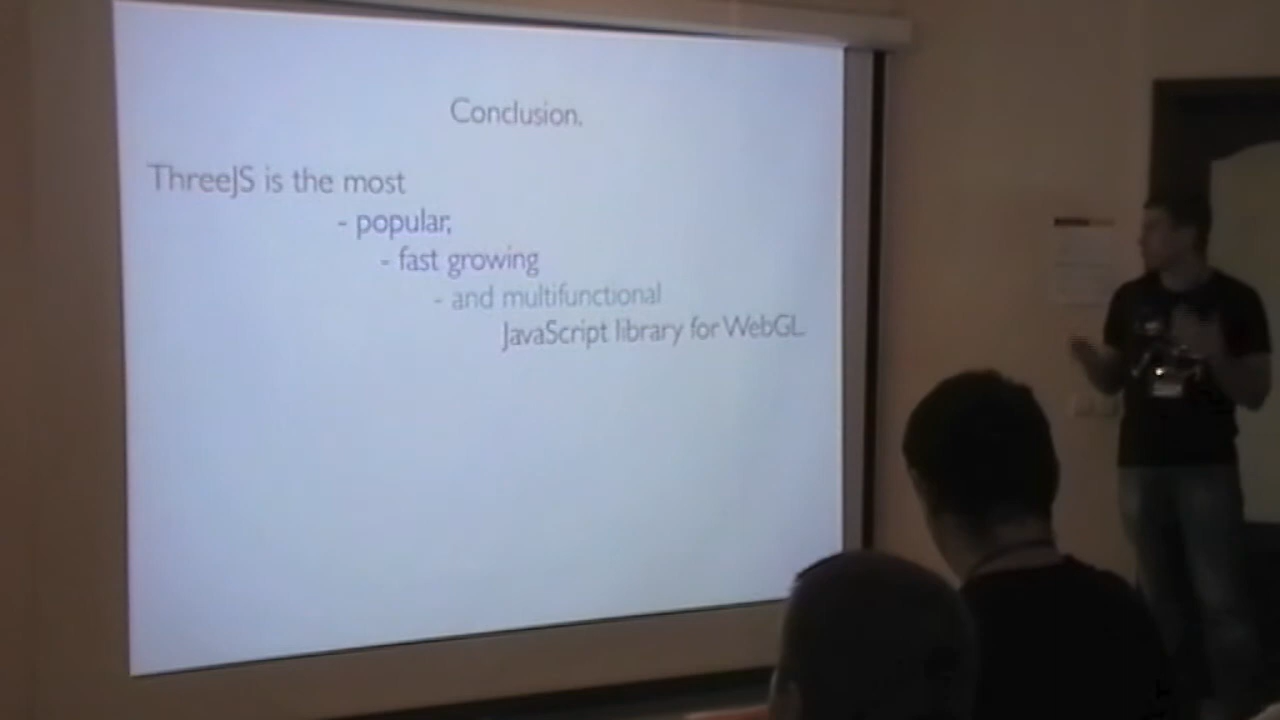 Conclusion.
ThreeJS is the most
- popular,
- fast growing
- and multifunctional
JavaScript library for WebGL